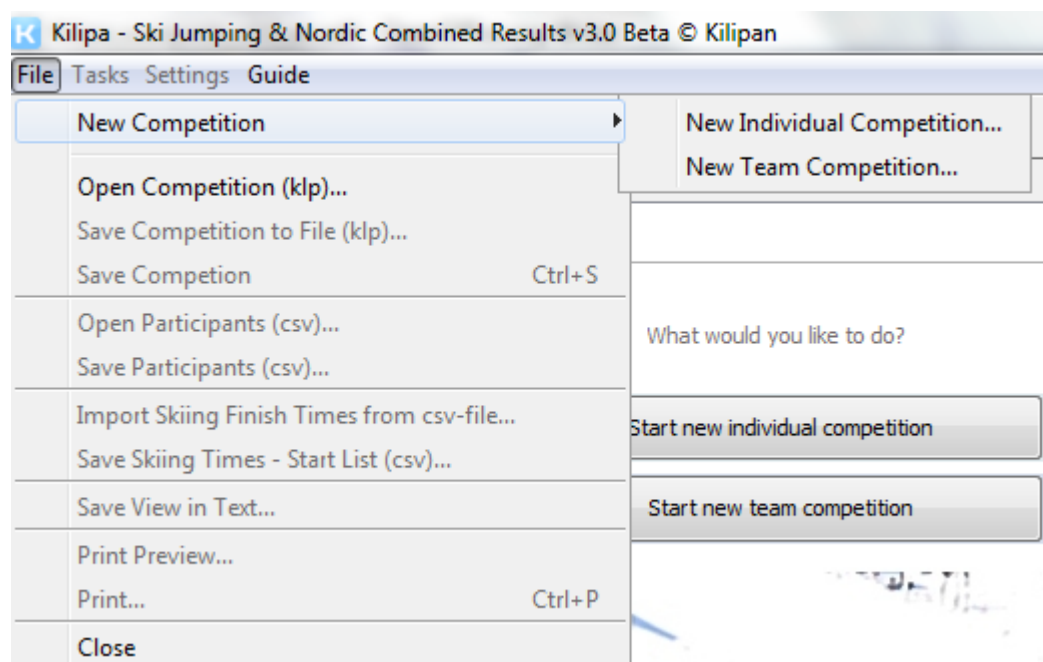 Kilipa - Ski Jumping & Nordic Combined Results v3.0 Beta © Kilipan
File Tasks Settings Guide
New Competition
New Individual Competition...
New Team Competition...
Open Competition (klp)...
Save Competition to File (klp)...
Save Competion Ctrl+S
Open Participants (csv)...
Save Participants (csv)...
Import Skiing Finish Times from csv-file...
Save Skiing Times - Start List (csv)...
Save View in Text...
Print Preview...
Print... Ctrl+P
Close
What would you like to do?
Start new individual competition
Start new team competition